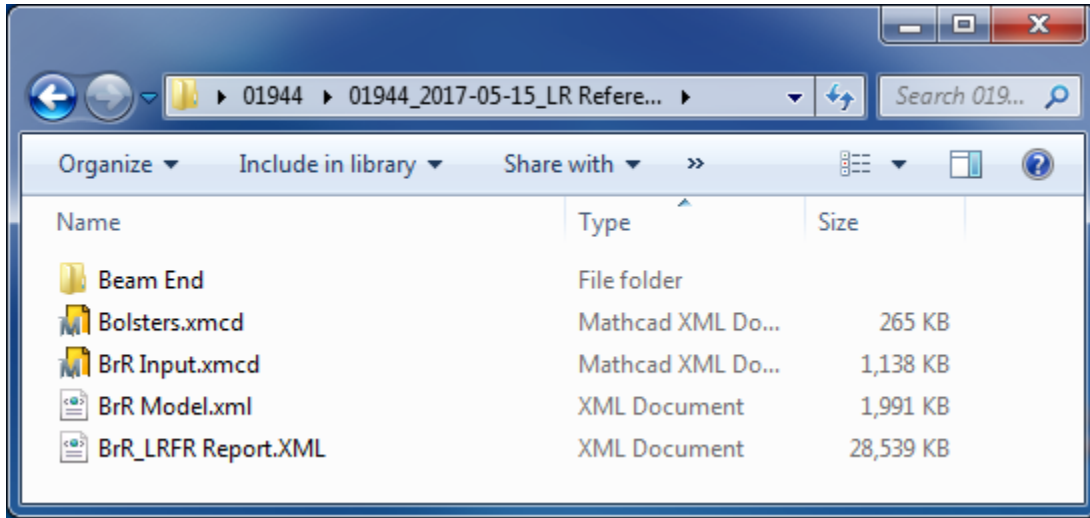 01944 01944_2017-05-15_LR Refere... Search 019...
Organize Include in library Share with »
Name Type Size
Beam End File folder
Bolsters.xmcd Mathcad XML Do... 265 KB
BrR Input.xmcd Mathcad XML Do... 1,138 KB
BrR Model.xml XML Document 1,991 KB
BrR_LRFR Report.XML XML Document 28,539 KB